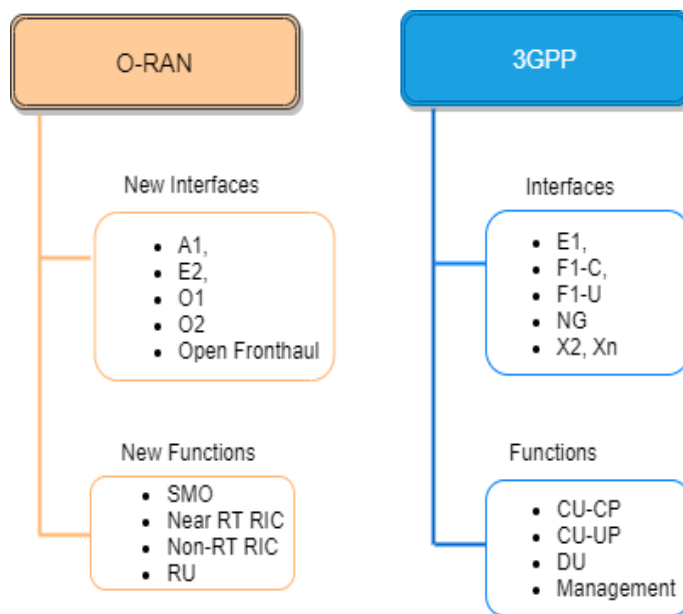 O-RAN
New Interfaces
• A1,
• E2,
• O1
• O2
• Open Fronthaul
New Functions
• SMO
• Near RT RIC
• Non-RT RIC
• RU
3GPP
Interfaces
• E1,
• F1-C,
• F1-U
• NG
• X2, Xn
Functions
• CU-CP
• CU-UP
• DU
• Management